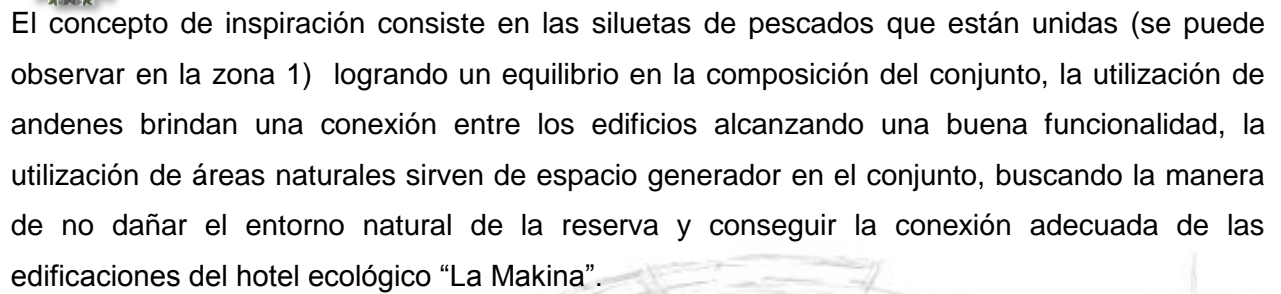 El concepto de inspiración consiste en las siluetas de pescados que están unidas (se puede
observar en la zona 1) logrando un equilibrio en la composición del conjunto, la utilización de
andenes brindan una conexión entre los edificios alcanzando una buena funcionalidad, la
utilización de áreas naturales sirven de espacio generador en el conjunto, buscando la manera
de no dañar el entorno natural de la reserva y conseguir la conexión adecuada de las
edificaciones del hotel ecológico “La Makina”.